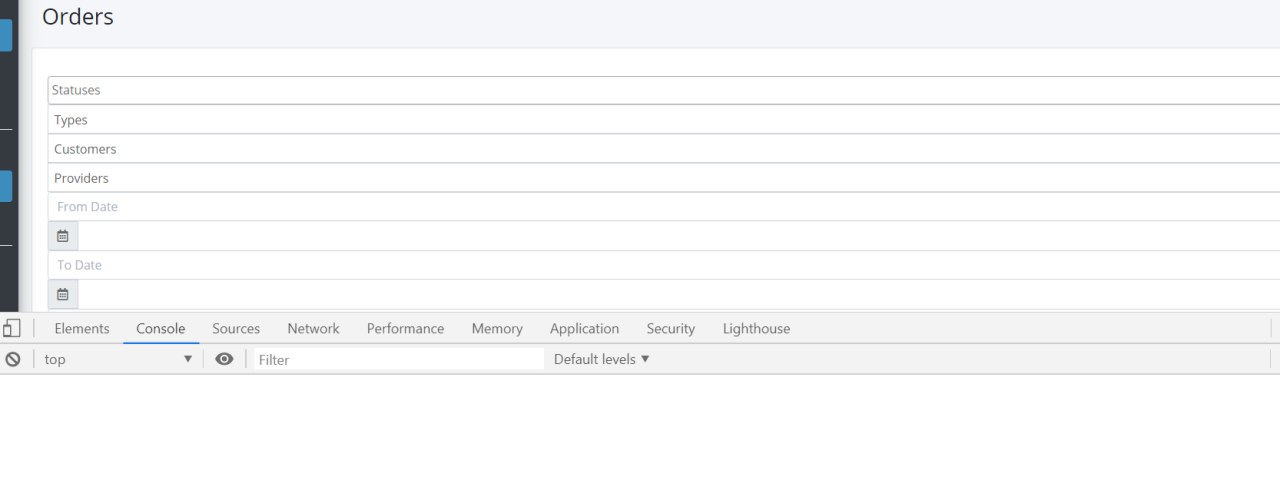 Orders
Statuses
Types
Customers
Providers
From Date
To Date
Elements Console Sources Network Performance Memory Application Security Lighthouse
top Filter Default levels